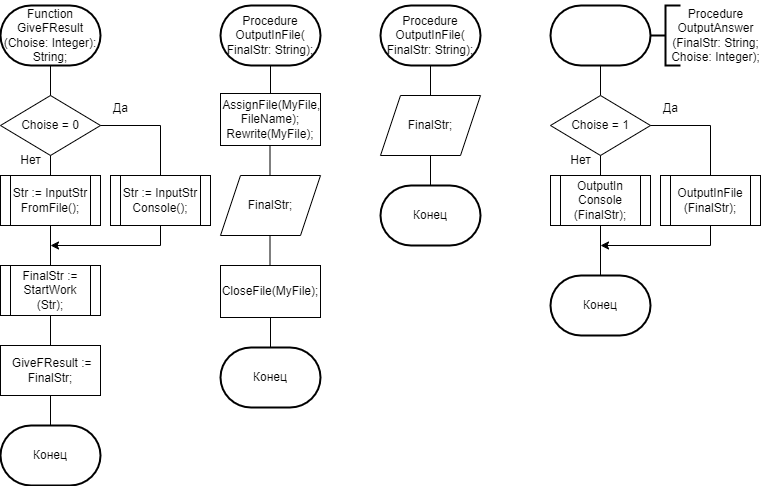 Function
GiveFResult
(Choise: Integer):
String;
Choise = 0
Да
Нет
Str := InputStr
FromFile();
Str := InputStr
Console();
FinalStr :=
StartWork
(Str);
GiveFResult :=
FinalStr;
Конец
Procedure
OutputInFile(
FinalStr: String);
AssignFile(MyFile,
FileName);
Rewrite(MyFile);
FinalStr;
CloseFile(MyFile);
Конец
Procedure
OutputInFile(
FinalStr: String);
FinalStr;
Конец
Procedure
OutputAnswer
(FinalStr: String;
Choise: Integer);
Choise = 1
Да
Нет
OutputIn
Console
(FinalStr);
OutputInFile
(FinalStr);
Конец